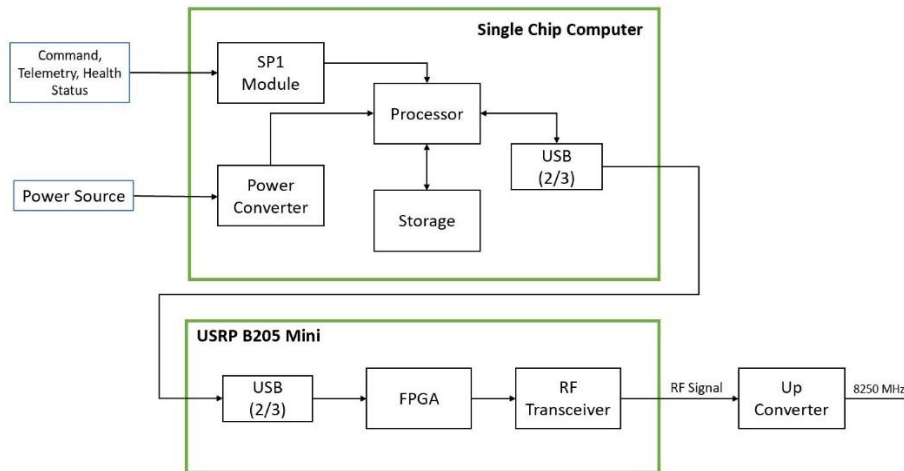 Single Chip Computer
Command,
Telemetry, Health
Status
SP1
Module
Processor
USB
(2/3)
Power Source
Power
Converter
Storage
USRP B205 Mini
USB
(2/3)
FPGA
RF
Transceiver
RF Signal
Up
Converter
8250 MHz